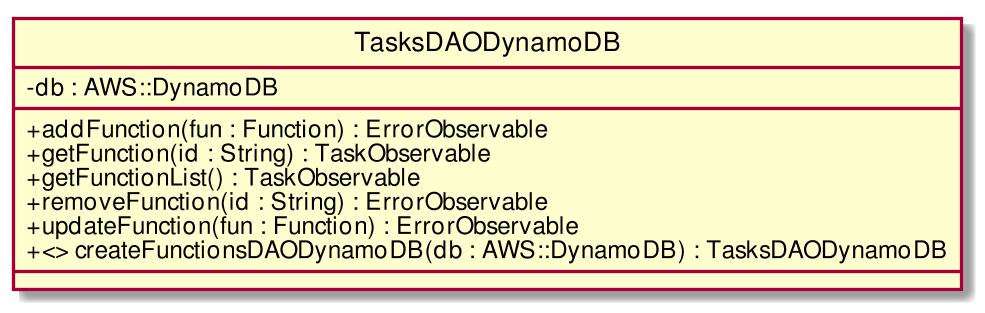 TasksDAODynamoDB
-db : AWS::DynamoDB
+addFunction(fun : Function) : ErrorObservable
+getFunction(id : String) : TaskObservable
+getFunctionList() : TaskObservable
+removeFunction(id : String) : ErrorObservable
+updateFunction(fun : Function) : ErrorObservable
+<> createFunctionsDAODynamoDB(db : AWS::DynamoDB) : TasksDAODynamoDB